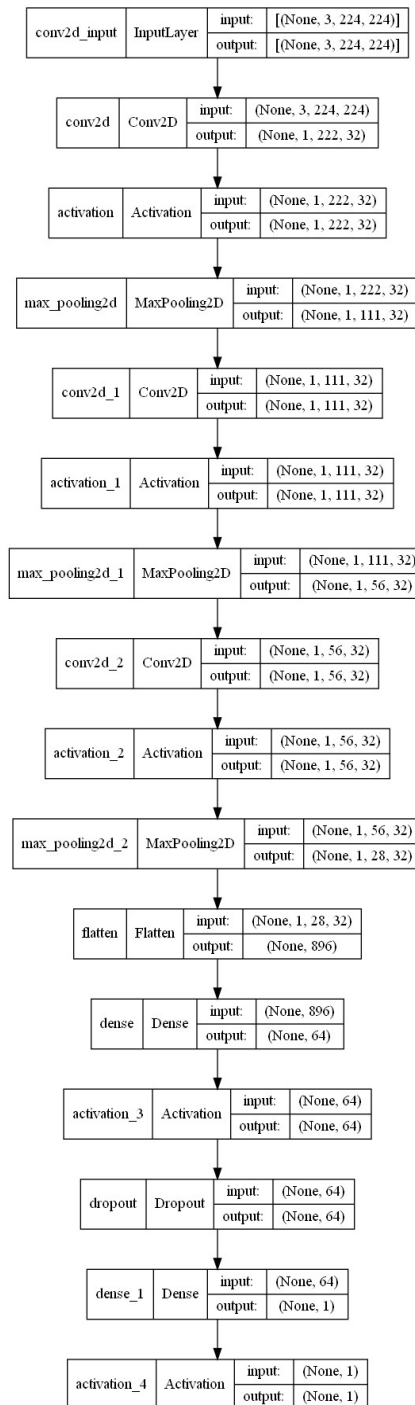 conv2d_input InputLayer input: [(None, 3, 224, 224)]
output: [(None, 3, 224, 224)]
conv2d Conv2D input: (None, 3, 224, 224)
output: (None, 1, 222, 32)
activation Activation input: (None, 1, 222, 32)
output: (None, 1, 222, 32)
max_pooling2d MaxPooling2D input: (None, 1, 222, 32)
output: (None, 1, 111, 32)
conv2d_1 Conv2D input: (None, 1, 111, 32)
output: (None, 1, 111, 32)
activation_1 Activation input: (None, 1, 111, 32)
output: (None, 1, 111, 32)
max_pooling2d_1 MaxPooling2D input: (None, 1, 111, 32)
output: (None, 1, 56, 32)
conv2d_2 Conv2D input: (None, 1, 56, 32)
output: (None, 1, 56, 32)
activation_2 Activation input: (None, 1, 56, 32)
output: (None, 1, 56, 32)
max_pooling2d_2 MaxPooling2D input: (None, 1, 56, 32)
output: (None, 1, 28, 32)
flatten Flatten input: (None, 1, 28, 32)
output: (None, 896)
dense Dense input: (None, 896)
output: (None, 64)
activation_3 Activation input: (None, 64)
output: (None, 64)
dropout Dropout input: (None, 64)
output: (None, 64)
dense_1 Dense input: (None, 64)
output: (None, 1)
activation_4 Activation input: (None, 1)
output: (None, 1)